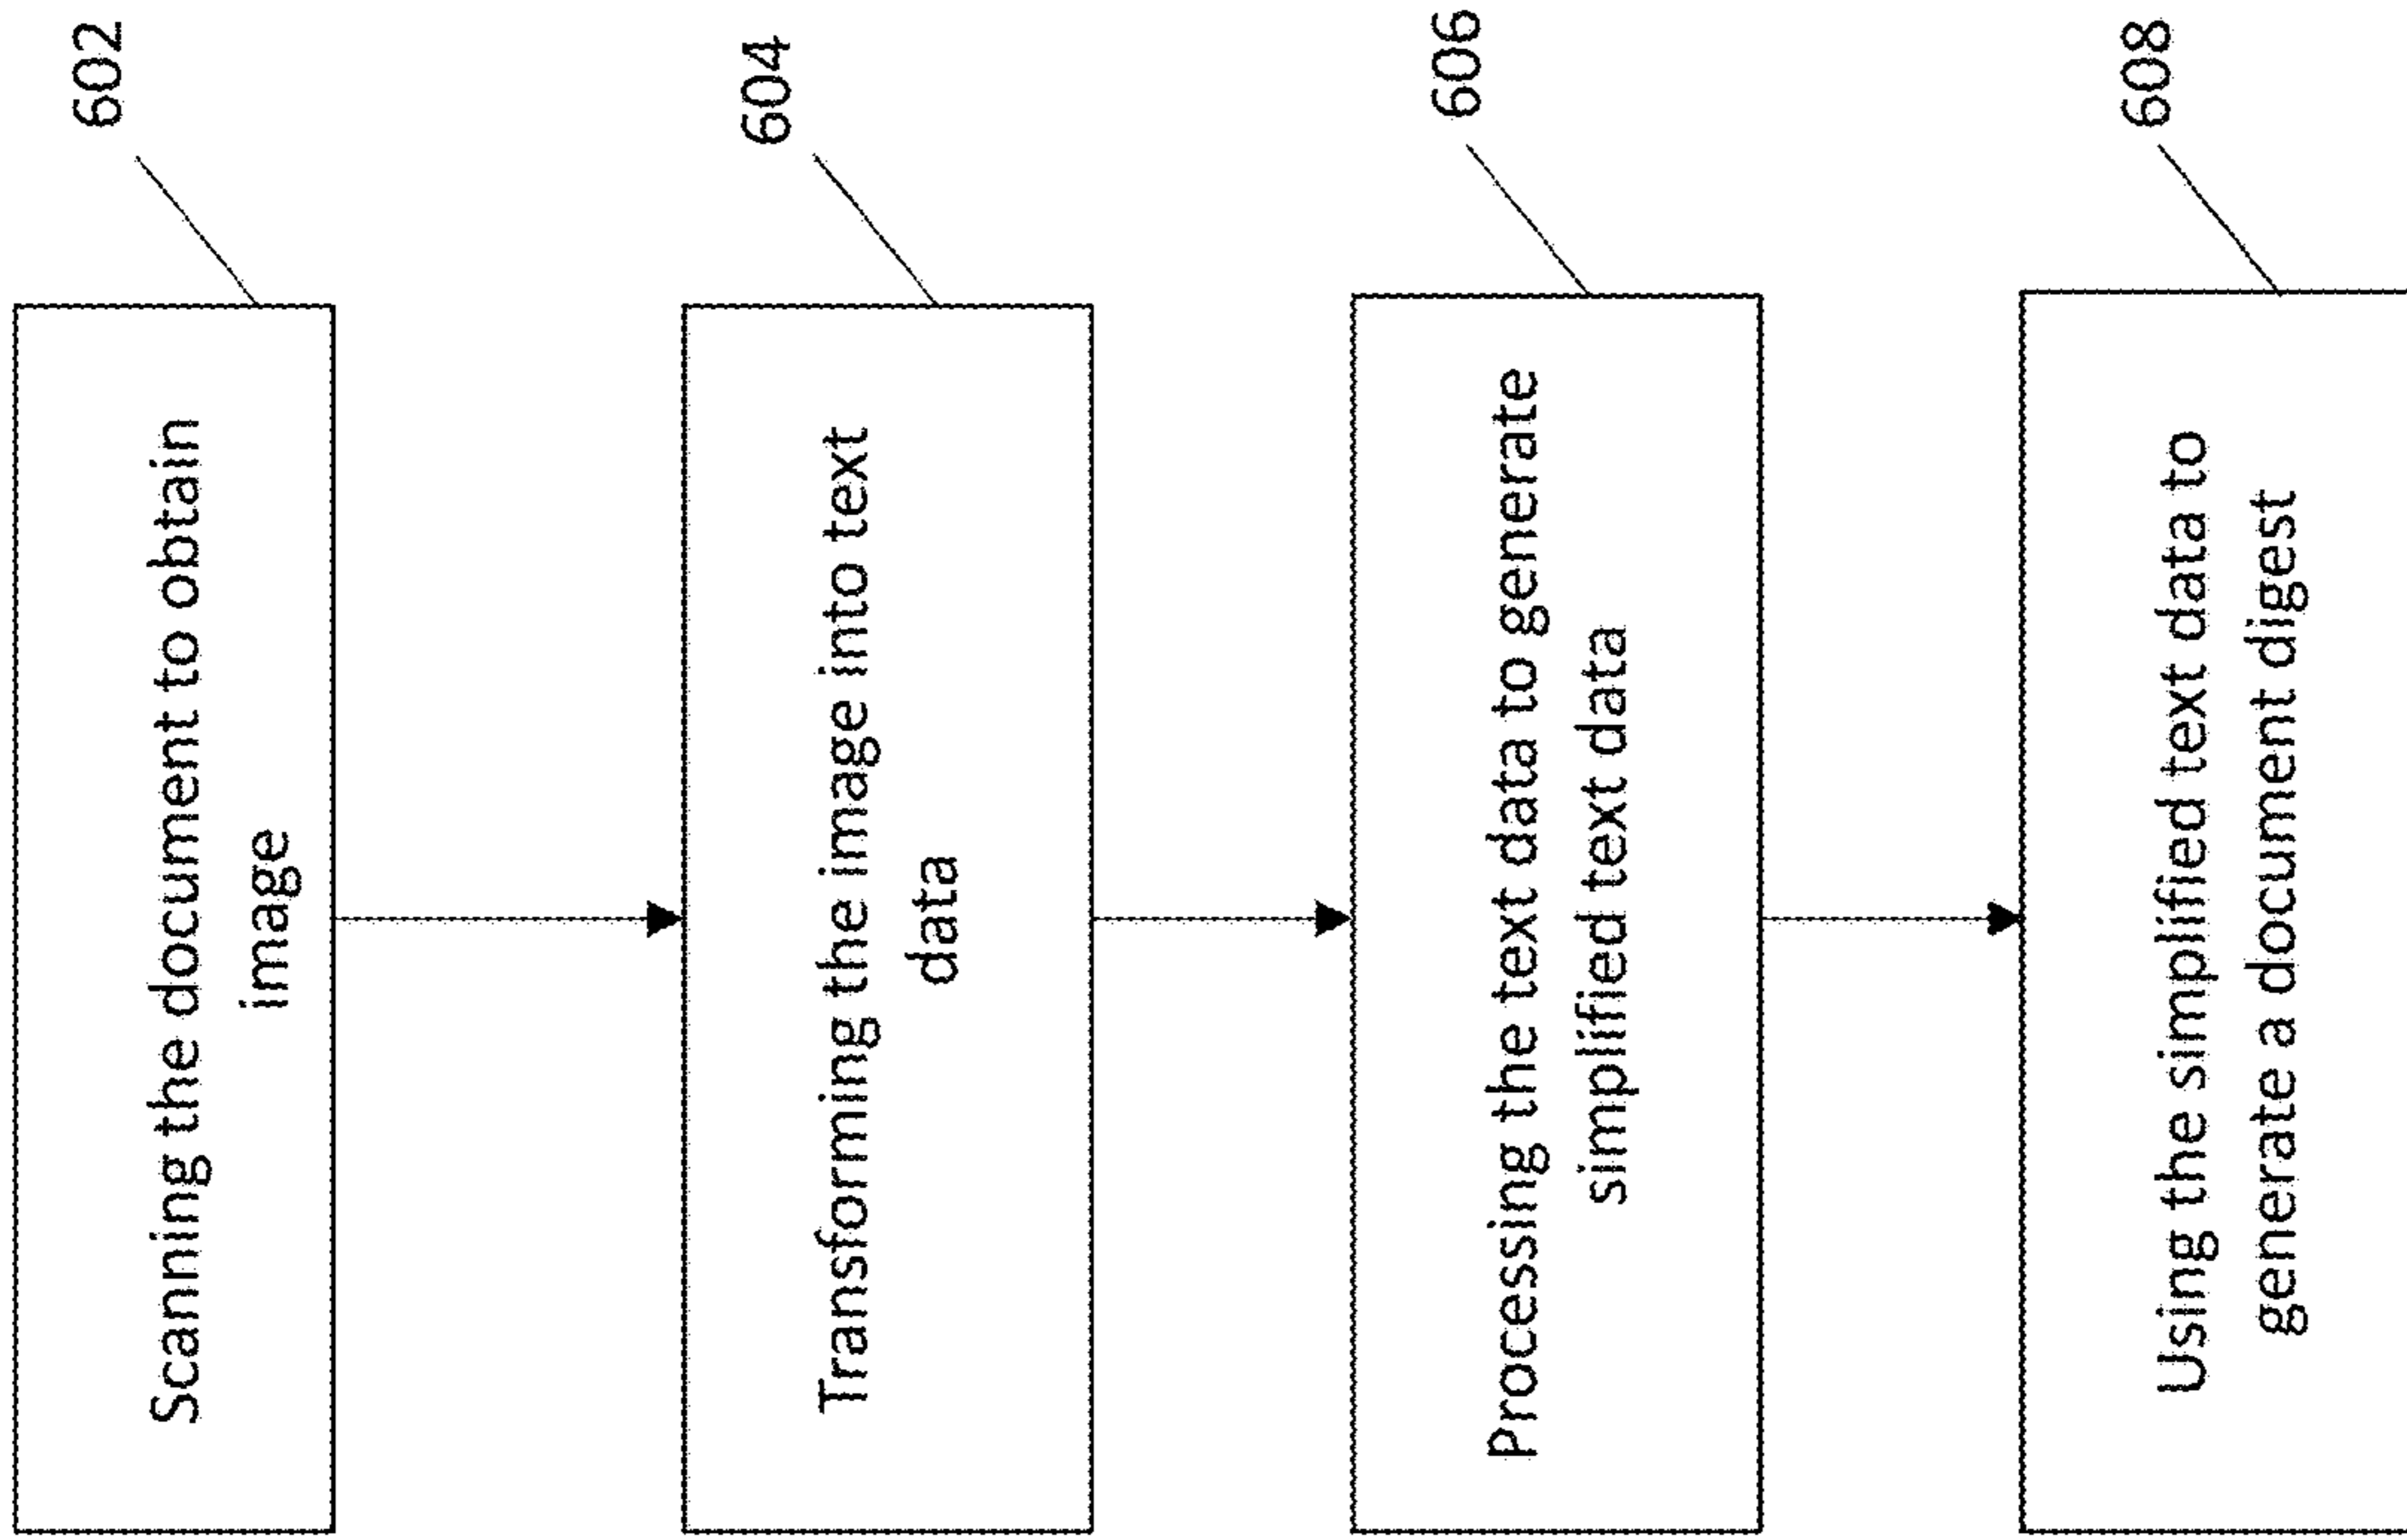 602
Scanning the document to obtain
image
604
Transforming the image into text
data
606
Processing the text data to generate
simplified text data
608
Using the simplified text data to
generate a document digest